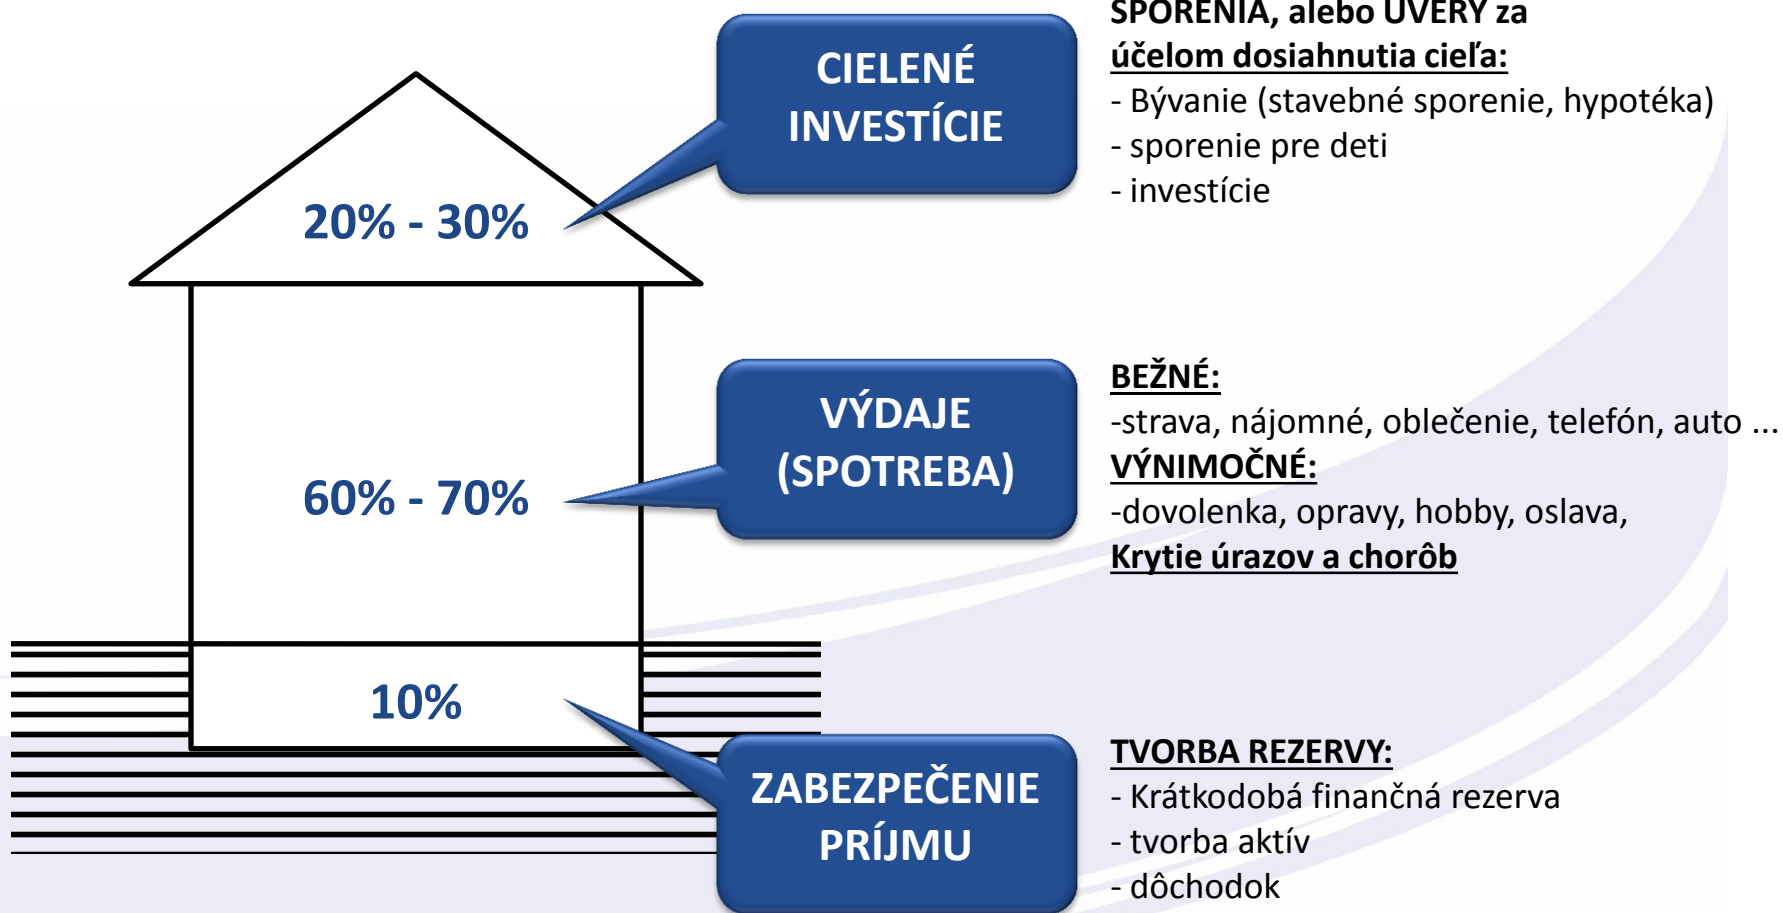 SPORENIA, alebo ÚVERY za
účelom dosiahnutia cieľa:
- Bývanie (stavebné sporenie, hypotéka)
- sporenie pre deti
- investície
CIELENÉ
INVESTÍCIE
20% - 30%
BEŽNÉ:
-strava, nájomné, oblečenie, telefón, auto ...
VÝNIMOČNÉ:
-dovolenka, opravy, hobby, oslava,
Krytie úrazov a chorôb
VÝDAJE
(SPOTREBA)
60% - 70%
TVORBA REZERVY:
- Krátkodobá finančná rezerva
- tvorba aktív
- dôchodok
ZABEZPEČENIE
PRÍJMU
10%